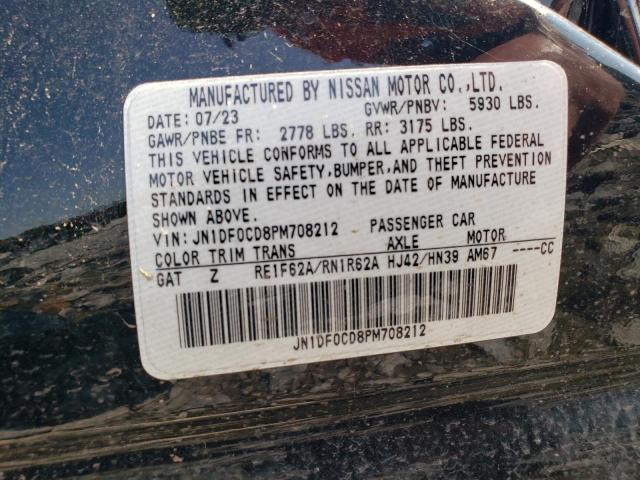 MANUFACTURED BY NISSAN MOTOR CO.,LTD.
DATE: 07/23 GVWR/PNBV: 5930 LBS.
GAWR/PNBE FR: 2778 LBS. RR: 3175 LBS.
THIS VEHICLE CONFORMS TO ALL APPLICABLE FEDERAL
MOTOR VEHICLE SAFETY,BUMPER,AND THEFT PREVENTION
STANDARDS IN EFFECT ON THE DATE OF MANUFACTURE
SHOWN ABOVE.
VIN: JN1DF0CD8PM708212 PASSENGER CAR
COLOR TRIM TRANS AXLE MOTOR
GAT Z RE1F62A/RN1R62A HJ42/HN39 AM67 ----CC
JN1DF0CD8PM708212